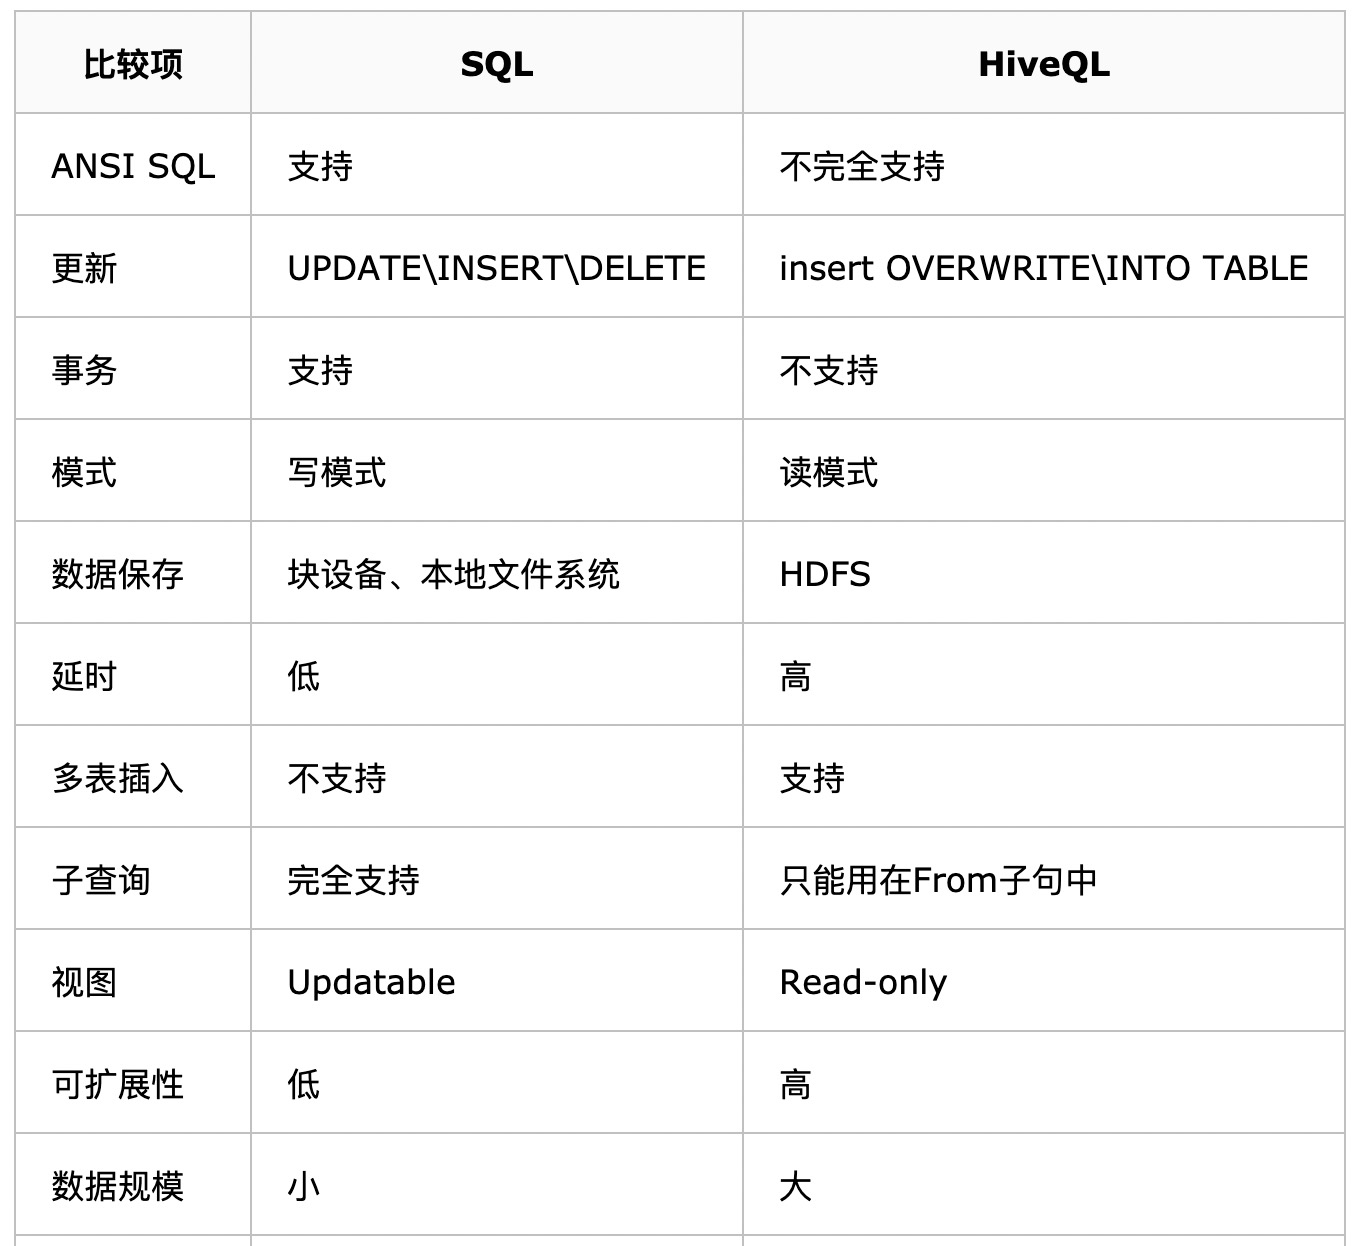 比较项 SQL HiveQL
ANSI SQL 支持 不完全支持
更新 UPDATE\INSERT\DELETE insert OVERWRITE\INTO TABLE
事务 支持 不支持
模式 写模式 读模式
数据保存 块设备、本地文件系统 HDFS
延时 低 高
多表插入 不支持 支持
子查询 完全支持 只能用在From子句中
视图 Updatable Read-only
可扩展性 低 高
数据规模 小 大